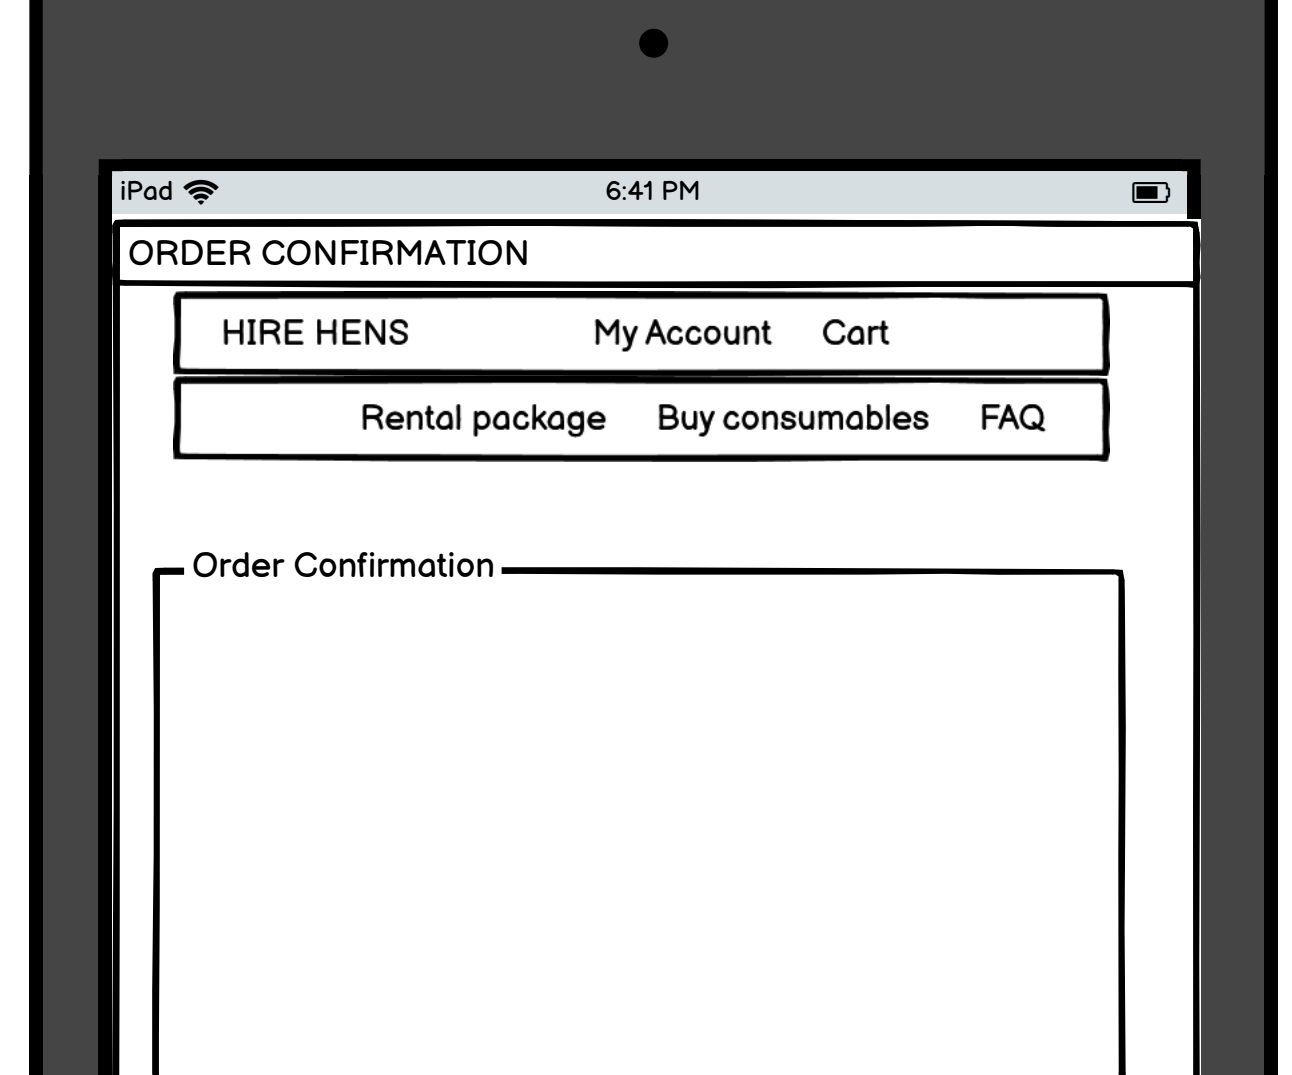 iPad 6:41 PM
ORDER CONFIRMATION
HIRE HENS My Account Cart
Rental package Buy consumables FAQ
Order Confirmation